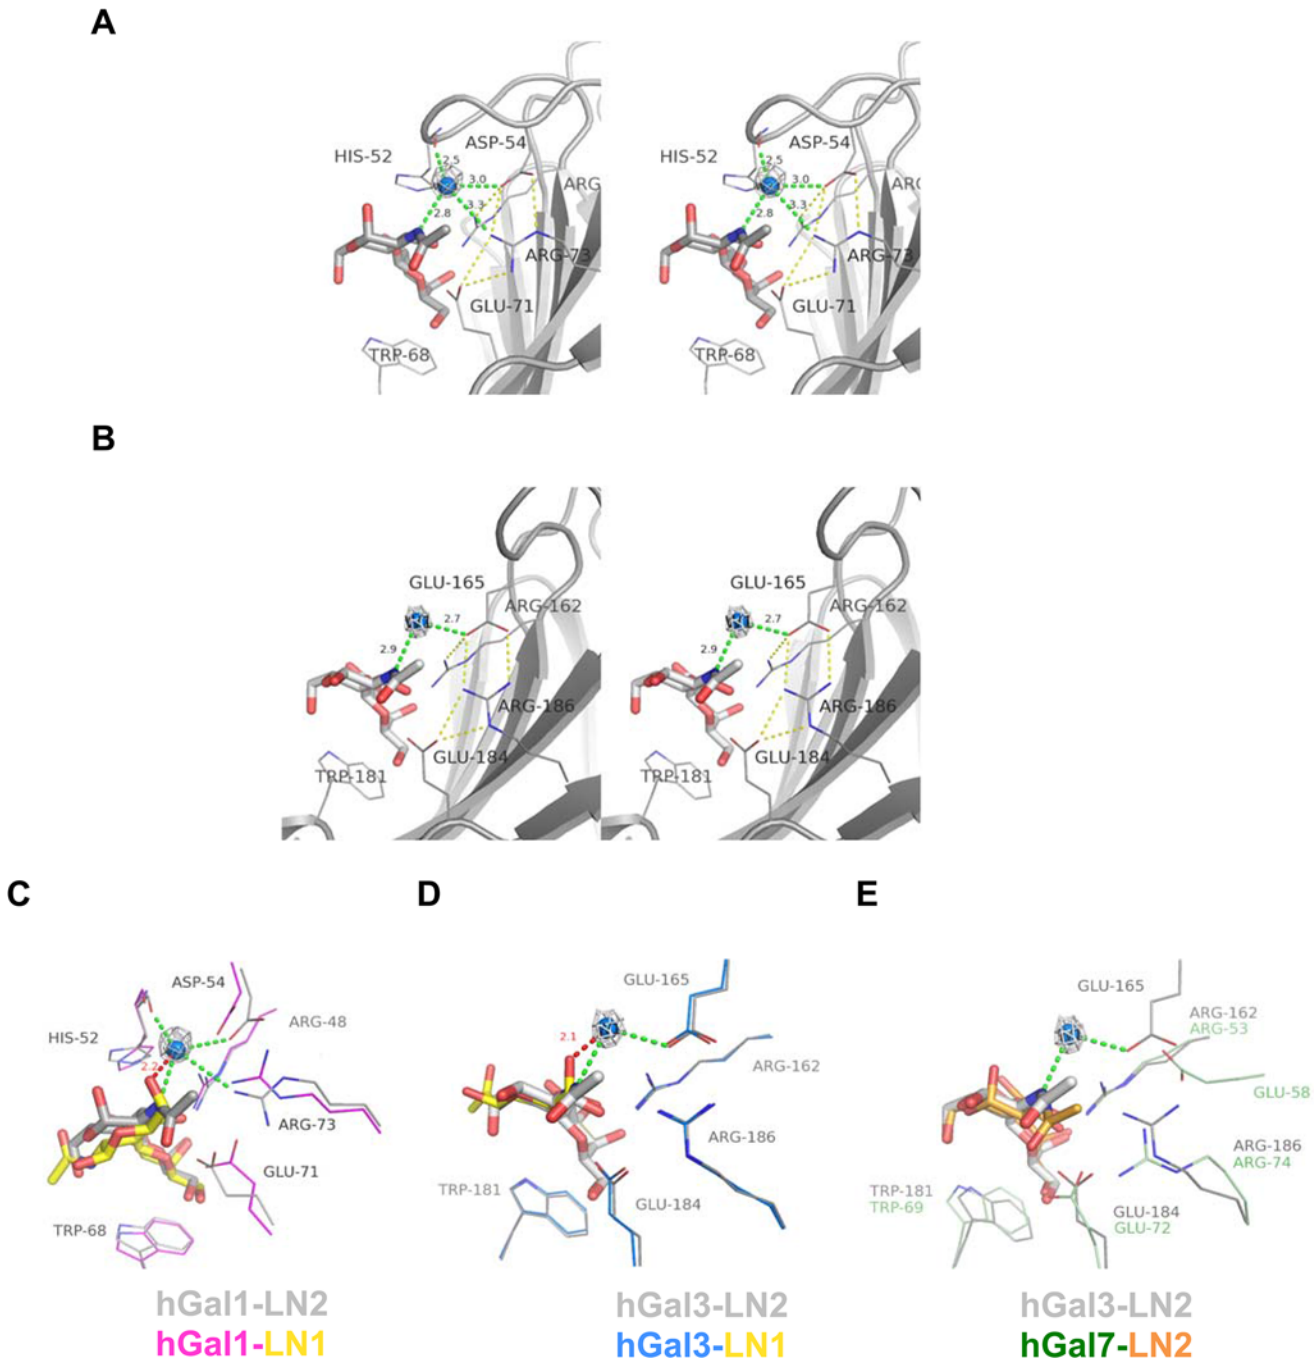 A
HIS-52
ASP-54
2.5
3.0
ARG
2.8
3.3
ARG-73
GLU-71
TRP-68
HIS-52
ASP-54
2.5
3.0
2.8
3.3
ARG-73
GLU-71
TRP-68
B
GLU-165
ARG-162
2.7
2.9
ARG-186
GLU-184
TRP-181
GLU-165
ARG-162
2.7
2.9
ARG-186
GLU-184
TRP-181
C
ASP-54
HIS-52
ARG-48
2.2
ARG-73
GLU-71
TRP-68
hGal1-LN2
hGal1-LN1
D
GLU-165
2.1
ARG-162
ARG-186
TRP-181
GLU-184
hGal3-LN2
hGal3-LN1
E
GLU-165
ARG-162
ARG-53
GLU-58
ARG-186
ARG-74
TRP-181
TRP-69
GLU-184
GLU-72
hGal3-LN2
hGal7-LN2